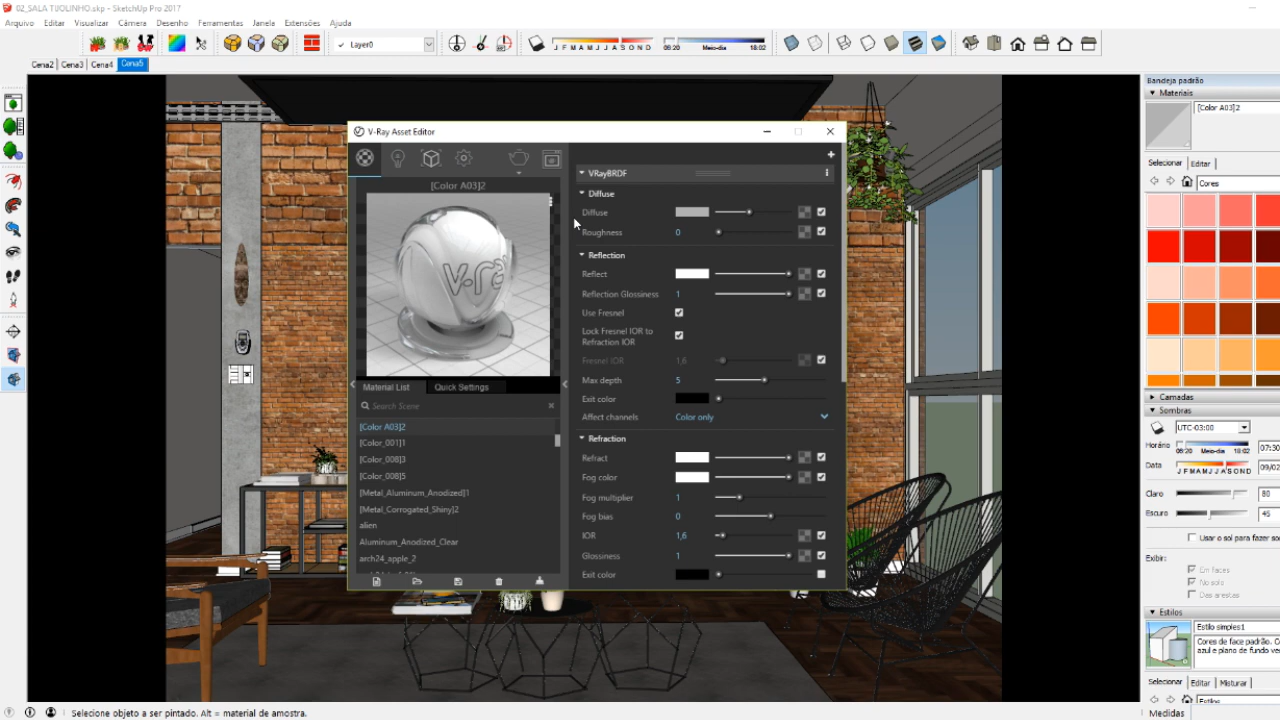 02_SALA TIJOLINHO.skp - SketchUp Pro 2017
Arquivo Editar Visualizar Câmera Desenho Ferramentas Janela Extensões Ajuda
Layer0
J F M A M J J A S O N D
06:20 Meio-dia 18:02
Cena2 Cena3 Cena4 Cena5
V-Ray Asset Editor
[Color A03]2
V-ra
Material List Quick Settings
Search Scene
[Color A03]2
[Color_001]1
[Color_008]3
[Color_008]5
[Metal_Aluminum_Anodized]1
[Metal_Corrogated_Shiny]2
alien
Aluminum_Anodized_Clear
arch24_apple_2
VRayBRDF
Diffuse
Diffuse
Roughness 0
Reflection
Reflect
Reflection Glossiness 1
Use Fresnel
Lock Fresnel IOR to
Refraction IOR
Fresnel IOR 1,6
Max depth 5
Exit color
Affect channels Color only
Refraction
Refract
Fog color
Fog multiplier 1
Fog bias 0
IOR 1,6
Glossiness 1
Exit color
Bandeja padrão
Materiais
[Color A03]2
Selecionar Editar
Cores
Camadas
Sombras
UTC-03:00
Horário 06:20 Meio-dia 18:02 07:30
Data J F M A M J J A S O N D 09/02
Claro 80
Escuro 45
Usar o sol para fazer so
Exibir:
Em faces
No solo
Das arestas
Estilos
Estilo simples1
Cores de face padrão. C
azul e plano de fundo ve
Selecionar Editar Misturar
Estilos
Selecione objeto a ser pintado. Alt = material de amostra.
Medidas